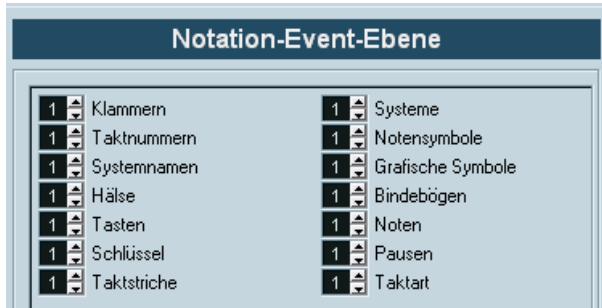 Notation-Event-Ebene
1 Klammern
1 Taktnummern
1 Systemnamen
1 Hälse
1 Tasten
1 Schlüssel
1 Taktstriche
1 Systeme
1 Notensymbole
1 Grafische Symbole
1 Bindebögen
1 Noten
1 Pausen
1 Taktart